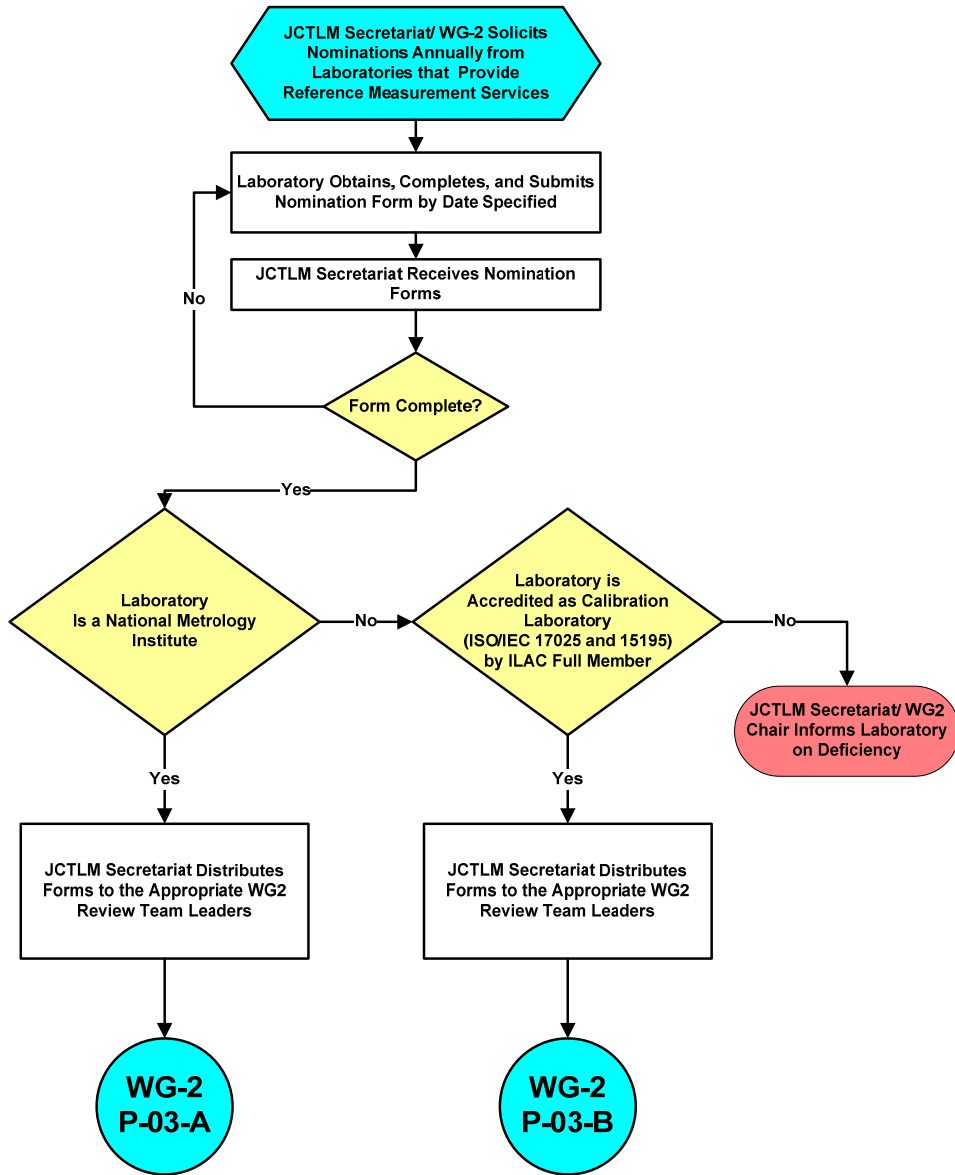 JCTLM Secretariat/ WG-2 Solicits
Nominations Annually from
Laboratories that Provide
Reference Measurement Services
Laboratory Obtains, Completes, and Submits
Nomination Form by Date Specified
JCTLM Secretariat Receives Nomination
Forms
No
Form Complete?
Yes
Laboratory
Is a National Metrology
Institute
No
Laboratory is
Accredited as Calibration
Laboratory
(ISO/IEC 17025 and 15195)
by ILAC Full Member
No
JCTLM Secretariat/ WG2
Chair Informs Laboratory
on Deficiency
Yes
Yes
JCTLM Secretariat Distributes
Forms to the Appropriate WG2
Review Team Leaders
JCTLM Secretariat Distributes
Forms to the Appropriate WG2
Review Team Leaders
WG-2
P-03-A
WG-2
P-03-B